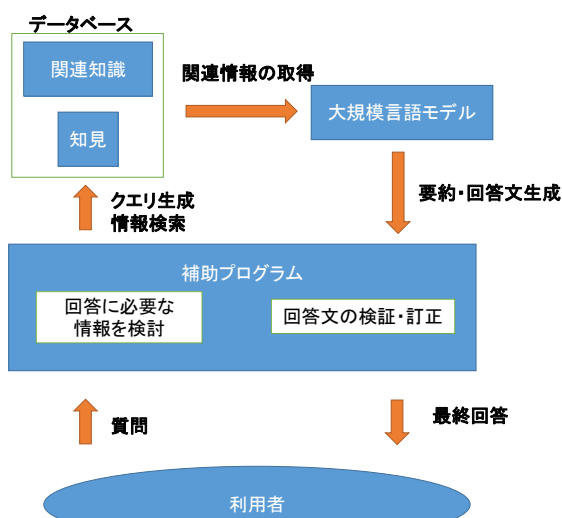 データベース
関連知識
知見
関連情報の取得
大規模言語モデル
クエリ生成
情報検索
要約・回答文生成
補助プログラム
回答に必要な
情報を検討
回答文の検証・訂正
質問
最終回答
利用者